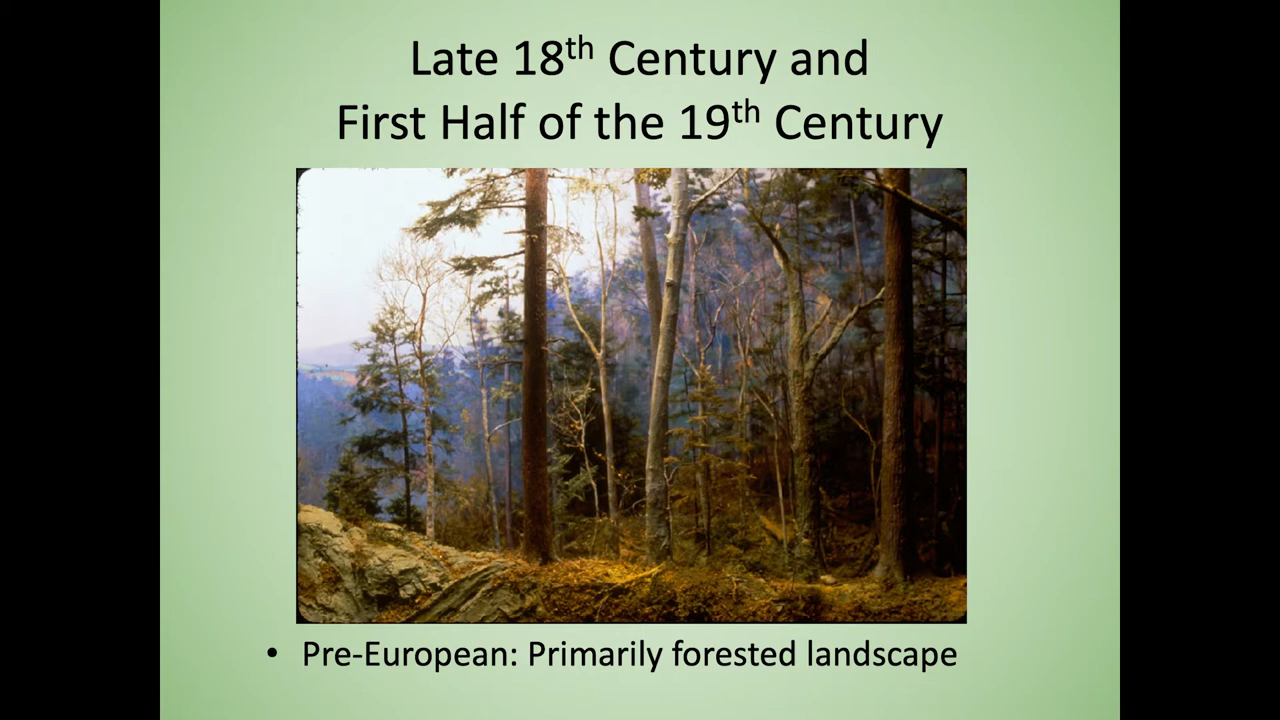 Late 18th Century and
First Half of the 19th Century
• Pre-European: Primarily forested landscape